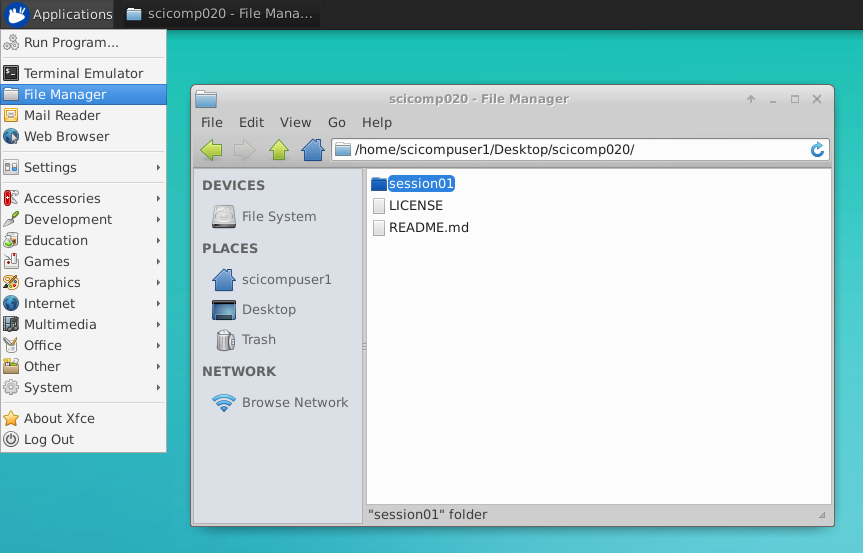 Applications
scicomp020 - File Mana...
Run Program...
Terminal Emulator
File Manager
Mail Reader
Web Browser
Settings
Accessories
Development
Education
Games
Graphics
Internet
Multimedia
Office
Other
System
About Xfce
Log Out
scicomp020 - File Manager
File Edit View Go Help
/home/scicompuser1/Desktop/scicomp020/
DEVICES
File System
PLACES
scicompuser1
Desktop
Trash
NETWORK
Browse Network
session01
LICENSE
README.md
"session01" folder